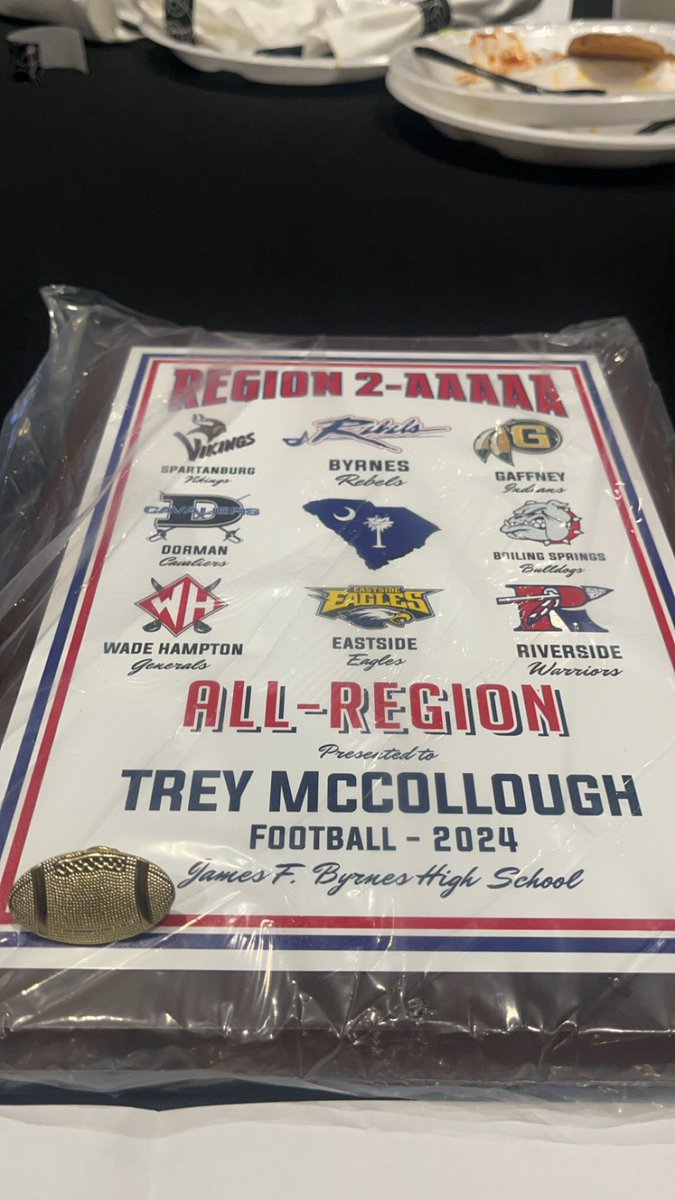 REGION 2-AAAAA
VIKINGS Rebels G
SPARTANBURG BYRNES GAFFNEY
Vikings Rebels Indians
D CAVALIERS
DORMAN BOILING SPRINGS
Cavaliers Bulldogs
WH EASTSIDE EAGLES R
WADE HAMPTON EASTSIDE RIVERSIDE
Generals Eagles Warriors
ALL-REGION
Presented to
TREY MCCOLLOUGH
FOOTBALL - 2024
James F. Byrnes High School